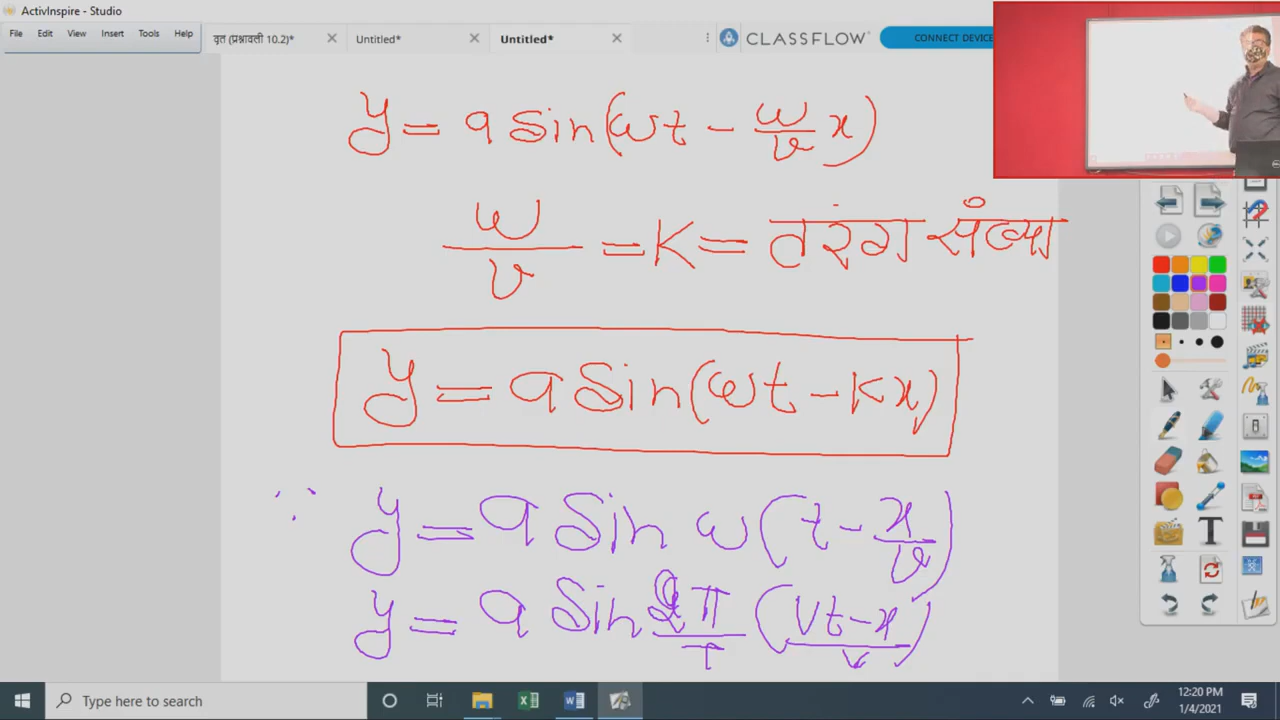 ActivInspire - Studio
File Edit View Insert Tools Help
वृत (प्रश्नावली 10.2)* Untitled* Untitled* CLASSFLOW CONNECT DEVICE
y = a sin(ωt - ω/v x)
ω/v = K = तरंग संख्या
y = a sin(ωt - kx)
∵ y = a sin ω(t - x/v)
y = a sin 2π/T (vt - x/v)
Type here to search
12:20 PM
1/4/2021